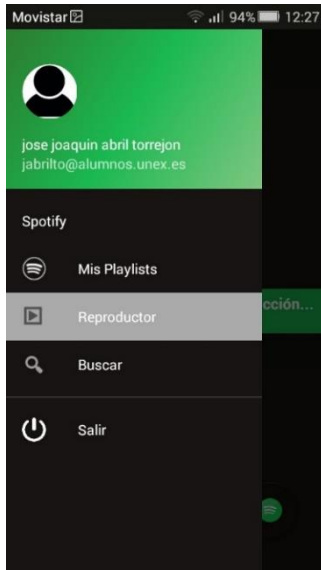 Movistar 94% 12:27
jose joaquin abril torrejon
jabrilto@alumnos.unex.es
Spotify
Mis Playlists
Reproductor
cción...
Buscar
Salir